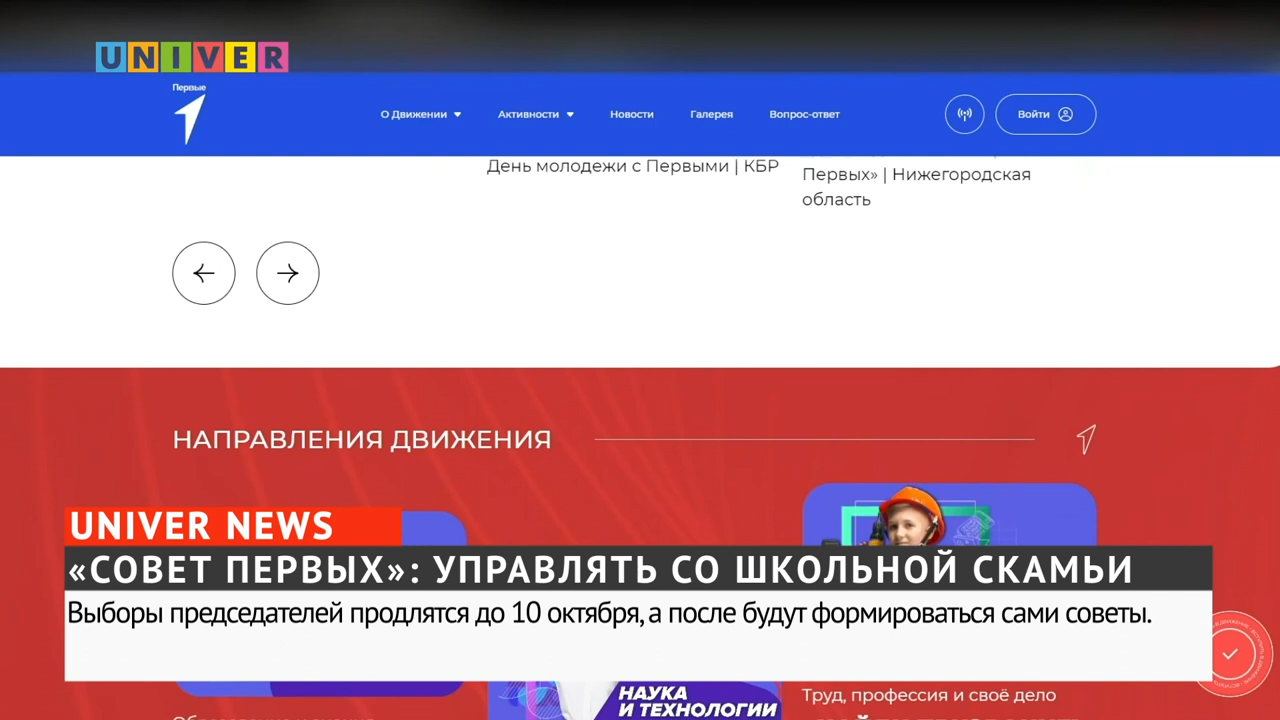 UNIVER
Первые
О Движении
Активности
Новости
Галерея
Вопрос-ответ
Войти
День молодежи с Первыми | КБР
Первых» | Нижегородская
область
НАПРАВЛЕНИЯ ДВИЖЕНИЯ
UNIVER NEWS
«СОВЕТ ПЕРВЫХ»: УПРАВЛЯТЬ СО ШКОЛЬНОЙ СКАМЬИ
Выборы председателей продлятся до 10 октября, а после будут формироваться сами советы.
НАУКА
И ТЕХНОЛОГИИ
Труд, профессия и своё дело